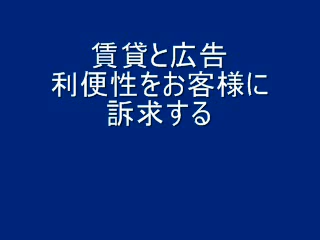 賃貸と広告
利便性をお客様に
訴求する